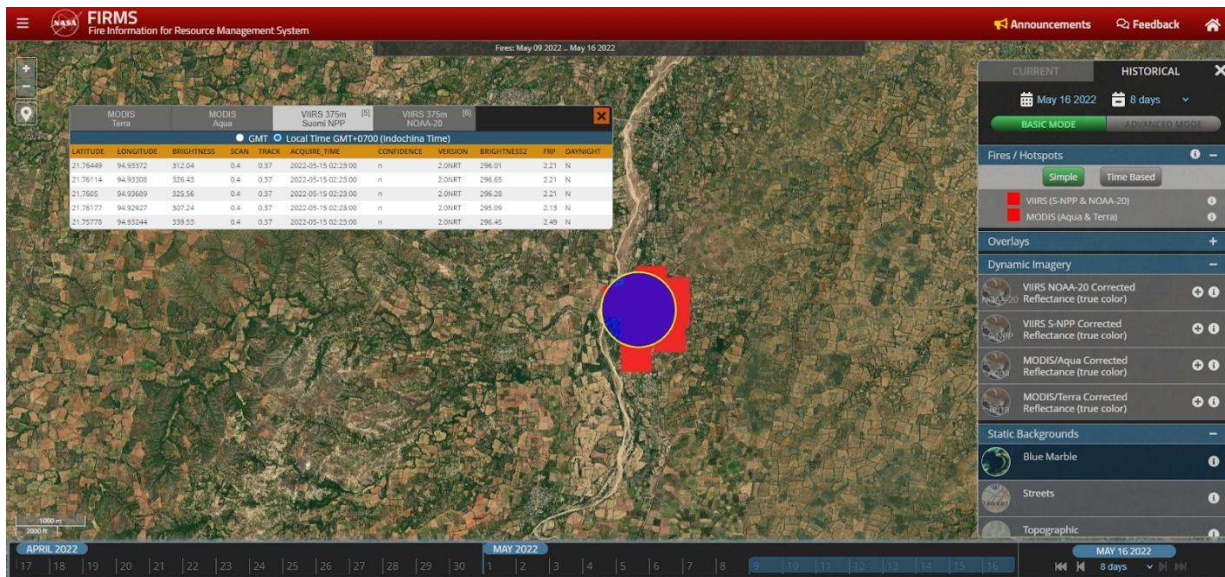 FIRMS
Fire Information for Resource Management System
Announcements
Feedback
Fires: May 09 2022 .. May 16 2022
MODIS Terra
MODIS Aqua
VIIRS 375m Suomi NPP [5]
VIIRS 375m NOAA-20 [6]
GMT Local Time GMT+0700 (Indochina Time)
LATITUDE LONGITUDE BRIGHTNESS SCAN TRACK ACQUIRE_TIME CONFIDENCE VERSION BRIGHTNESS2 FRP DAYNIGHT
21.76449 94.93372 312.04 0.4 0.37 2022-05-15 02:23:00 n 2.0NRT 296.01 2.21 N
21.76114 94.93308 326.43 0.4 0.37 2022-05-15 02:23:00 n 2.0NRT 296.65 2.21 N
21.7605 94.93689 325.56 0.4 0.37 2022-05-15 02:23:00 n 2.0NRT 296.28 2.21 N
21.76177 94.92927 307.24 0.4 0.37 2022-05-15 02:23:00 n 2.0NRT 295.09 2.13 N
21.75778 94.93244 339.53 0.4 0.37 2022-05-15 02:23:00 n 2.0NRT 296.45 2.49 N
CURRENT
HISTORICAL
May 16 2022 8 days
BASIC MODE
ADVANCED MODE
Fires / Hotspots
Simple
Time Based
VIIRS (S-NPP & NOAA-20)
MODIS (Aqua & Terra)
Overlays
Dynamic Imagery
VIIRS NOAA-20 Corrected
Reflectance (true color)
VIIRS S-NPP Corrected
Reflectance (true color)
MODIS/Aqua Corrected
Reflectance (true color)
MODIS/Terra Corrected
Reflectance (true color)
Static Backgrounds
Blue Marble
Streets
Topographic
1000 m
2000 ft
APRIL 2022
MAY 2022
17 18 19 20 21 22 23 24 25 26 27 28 29 30 1 2 3 4 5 6 7 8 9 10 11 12 13 14 15 16
MAY 16 2022
8 days